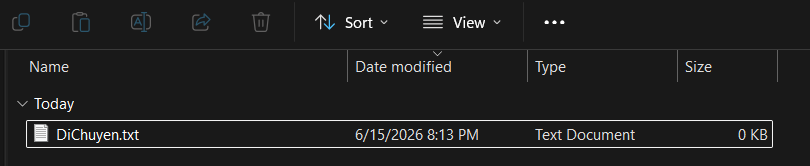 Sort View
Name Date modified Type Size
Today
DiChuyen.txt 6/15/2026 8:13 PM Text Document 0 KB